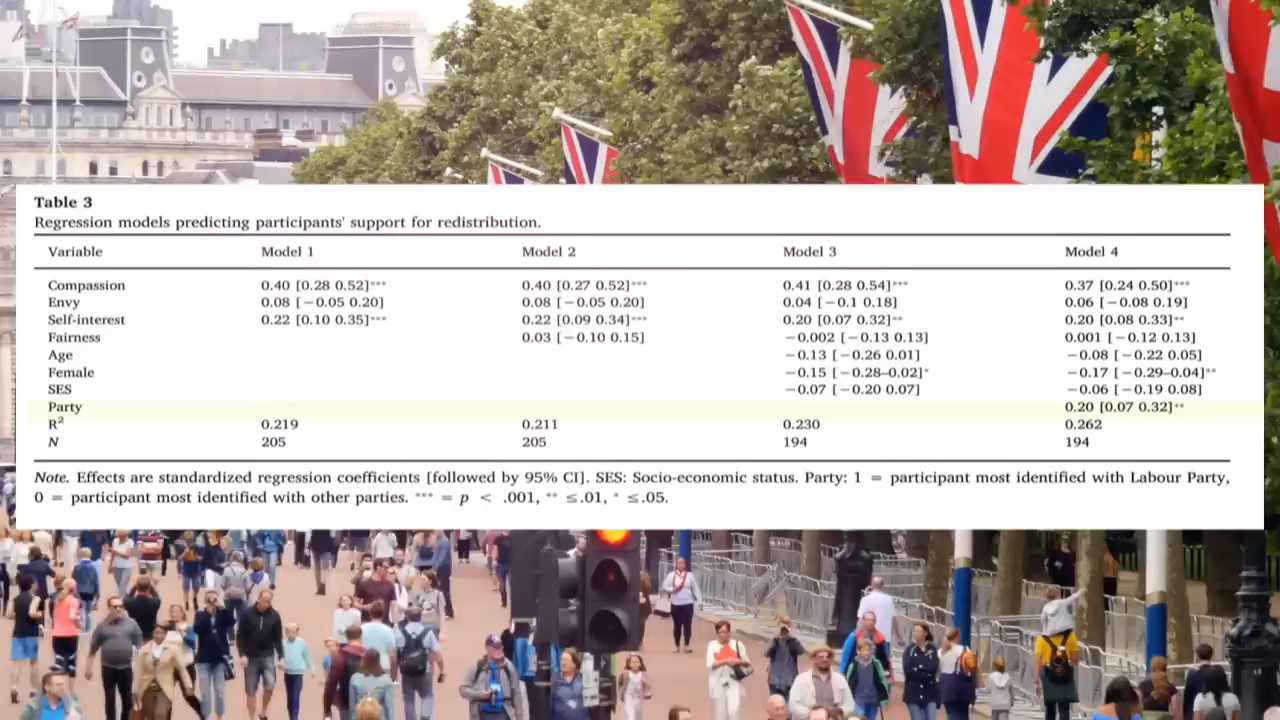 Table 3
Regression models predicting participants' support for redistribution.
Variable Model 1 Model 2 Model 3 Model 4
Compassion 0.40 [0.28 0.52]*** 0.40 [0.27 0.52]*** 0.41 [0.28 0.54]*** 0.37 [0.24 0.50]***
Envy 0.08 [−0.05 0.20] 0.08 [−0.05 0.20] 0.04 [−0.1 0.18] 0.06 [−0.08 0.19]
Self-interest 0.22 [0.10 0.35]*** 0.22 [0.09 0.34]*** 0.20 [0.07 0.32]** 0.20 [0.08 0.33]**
Fairness 0.03 [−0.10 0.15] −0.002 [−0.13 0.13] 0.001 [−0.12 0.13]
Age −0.13 [−0.26 0.01] −0.08 [−0.22 0.05]
Female −0.15 [−0.28–0.02]* −0.17 [−0.29–0.04]**
SES −0.07 [−0.20 0.07] −0.06 [−0.19 0.08]
Party 0.20 [0.07 0.32]**
R² 0.219 0.211 0.230 0.262
N 205 205 194 194
Note. Effects are standardized regression coefficients [followed by 95% CI]. SES: Socio-economic status. Party: 1 = participant most identified with Labour Party,
0 = participant most identified with other parties. *** = p < .001, ** ≤.01, * ≤.05.